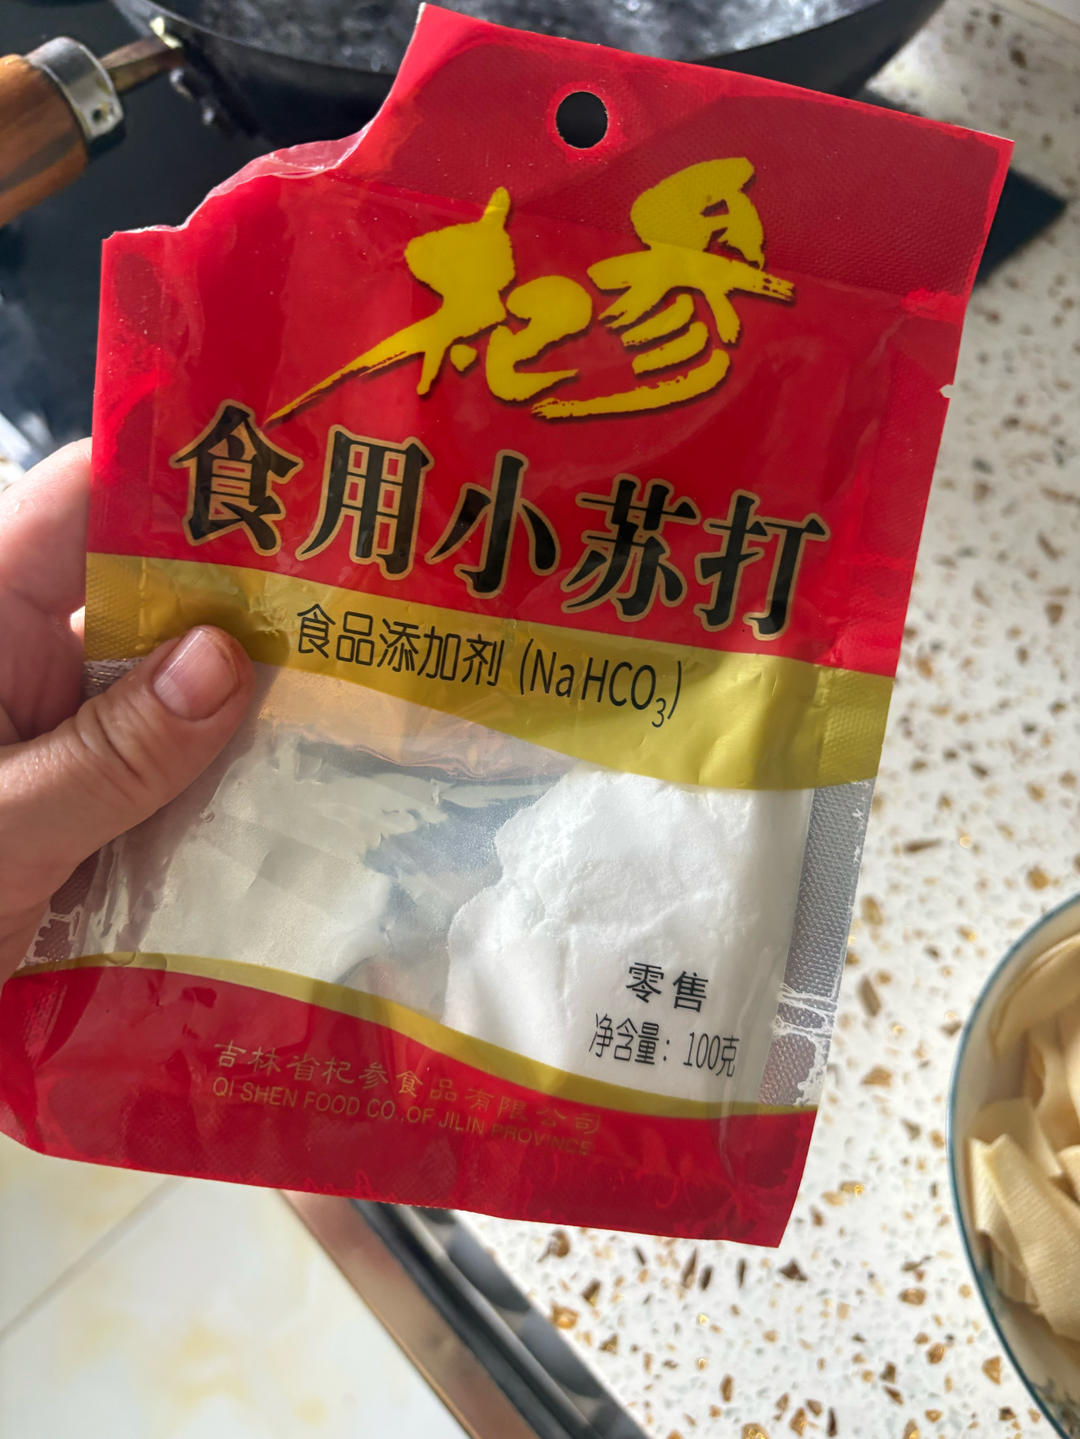 杞参
食用小苏打
食品添加剂 (NaHCO₃)
零售
净含量：100克
吉林省杞参食品有限公司
QI SHEN FOOD CO.,OF JILIN PROVINCE